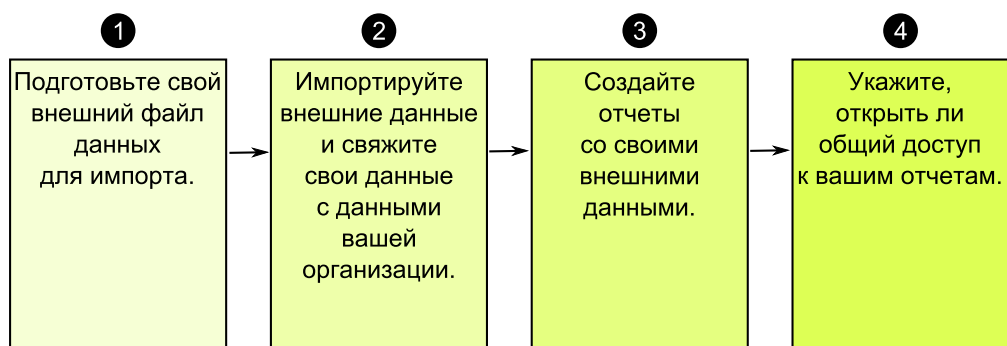 1
Подготовьте свой
внешний файл
данных
для импорта.
2
Импортируйте
внешние данные
и свяжите
свои данные
с данными
вашей
организации.
3
Создайте
отчеты
со своими
внешними
данными.
4
Укажите,
открыть ли
общий доступ
к вашим отчетам.